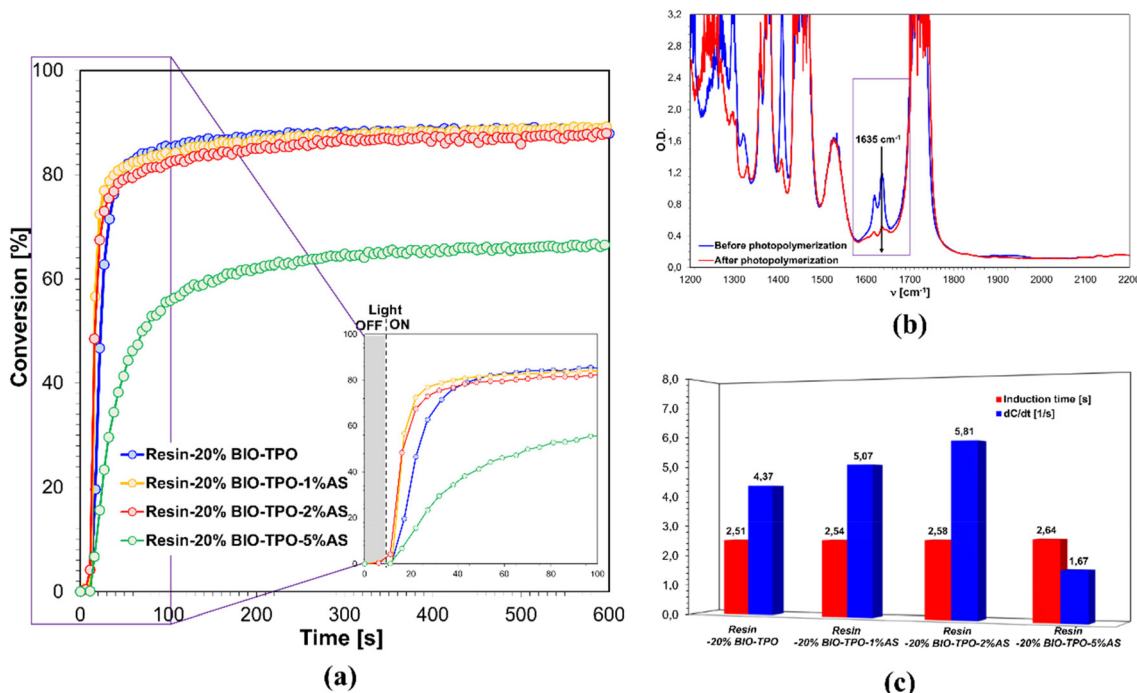 100
80
60
40
20
0
Conversion [%]
0
100
200
300
400
500
600
Time [s]
Resin-20% BIO-TPO
Resin-20% BIO-TPO-1%AS
Resin-20% BIO-TPO-2%AS
Resin-20% BIO-TPO-5%AS
Light
OFF
ON
100
80
60
40
20
0
0
20
40
60
80
100
(a)
3,2
2,8
2,4
2,0
1,6
1,2
0,8
0,4
0,0
O.D.
1635 cm-1
Before photopolymerization
After photopolymerization
1200
1300
1400
1500
1600
1700
1800
1900
2000
2100
2200
ν [cm-1]
(b)
8,0
7,0
6,0
5,0
4,0
3,0
2,0
1,0
0,0
Induction time [s]
dC/dt [1/s]
2,51
4,37
2,54
5,07
2,58
5,81
2,64
1,67
Resin
-20% BIO-TPO
Resin
-20% BIO-TPO-1%AS
Resin
-20% BIO-TPO-2%AS
Resin
-20% BIO-TPO-5%AS
(c)